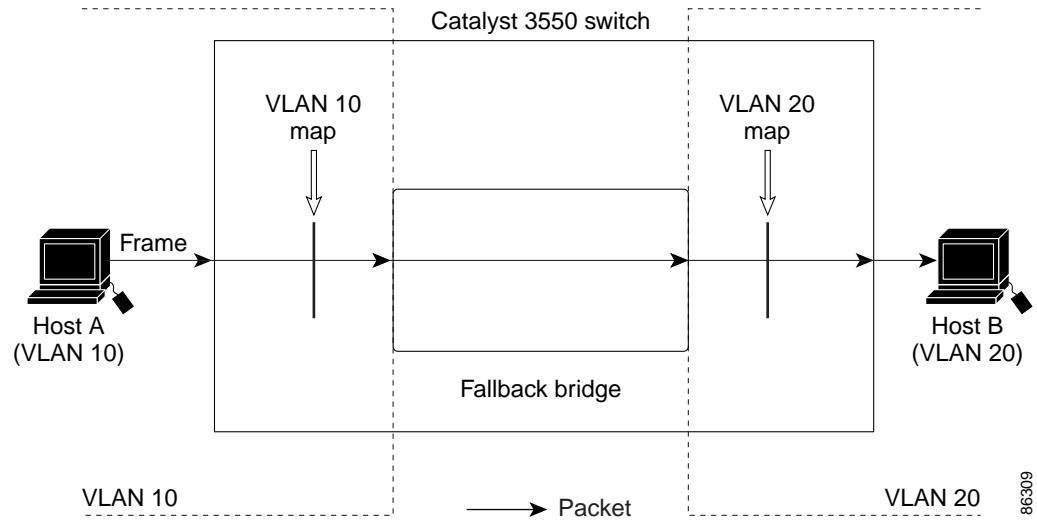 Catalyst 3550 switch
VLAN 10
map
VLAN 20
map
Frame
Host A
(VLAN 10)
Host B
(VLAN 20)
Fallback bridge
VLAN 10
Packet
VLAN 20
86309